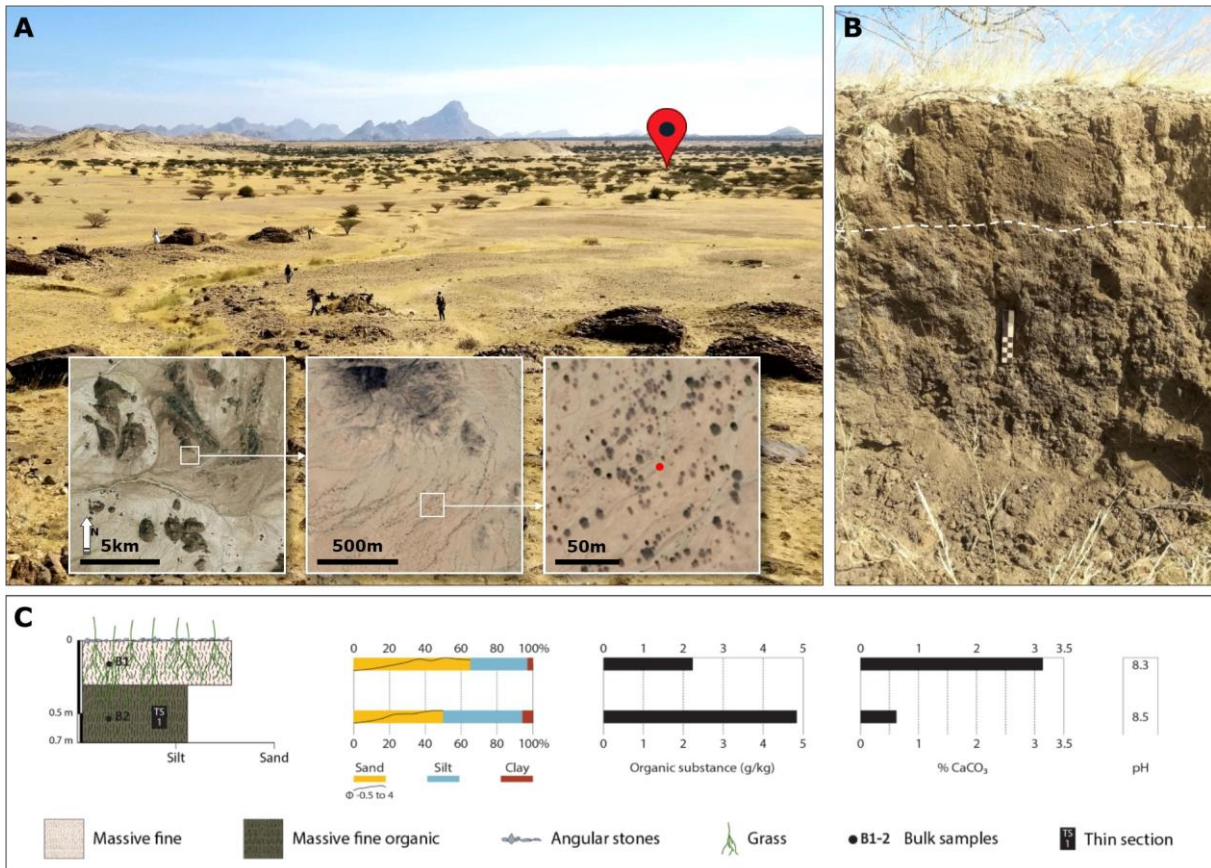 A
B
N
5km
500m
50m
C
0
0.5 m
0.7 m
B1
B2
TS
1
Silt
Sand
0 20 40 60 80 100%
0 20 40 60 80 100%
Sand Silt Clay
Φ -0.5 to 4
0 1 2 3 4 5
0 1 2 3 4 5
Organic substance (g/kg)
0 1 2 3 3.5
0 1 2 3 3.5
% CaCO₃
8.3
8.5
pH
Massive fine
Massive fine organic
Angular stones
Grass
B1-2 Bulk samples
TS
1
Thin section